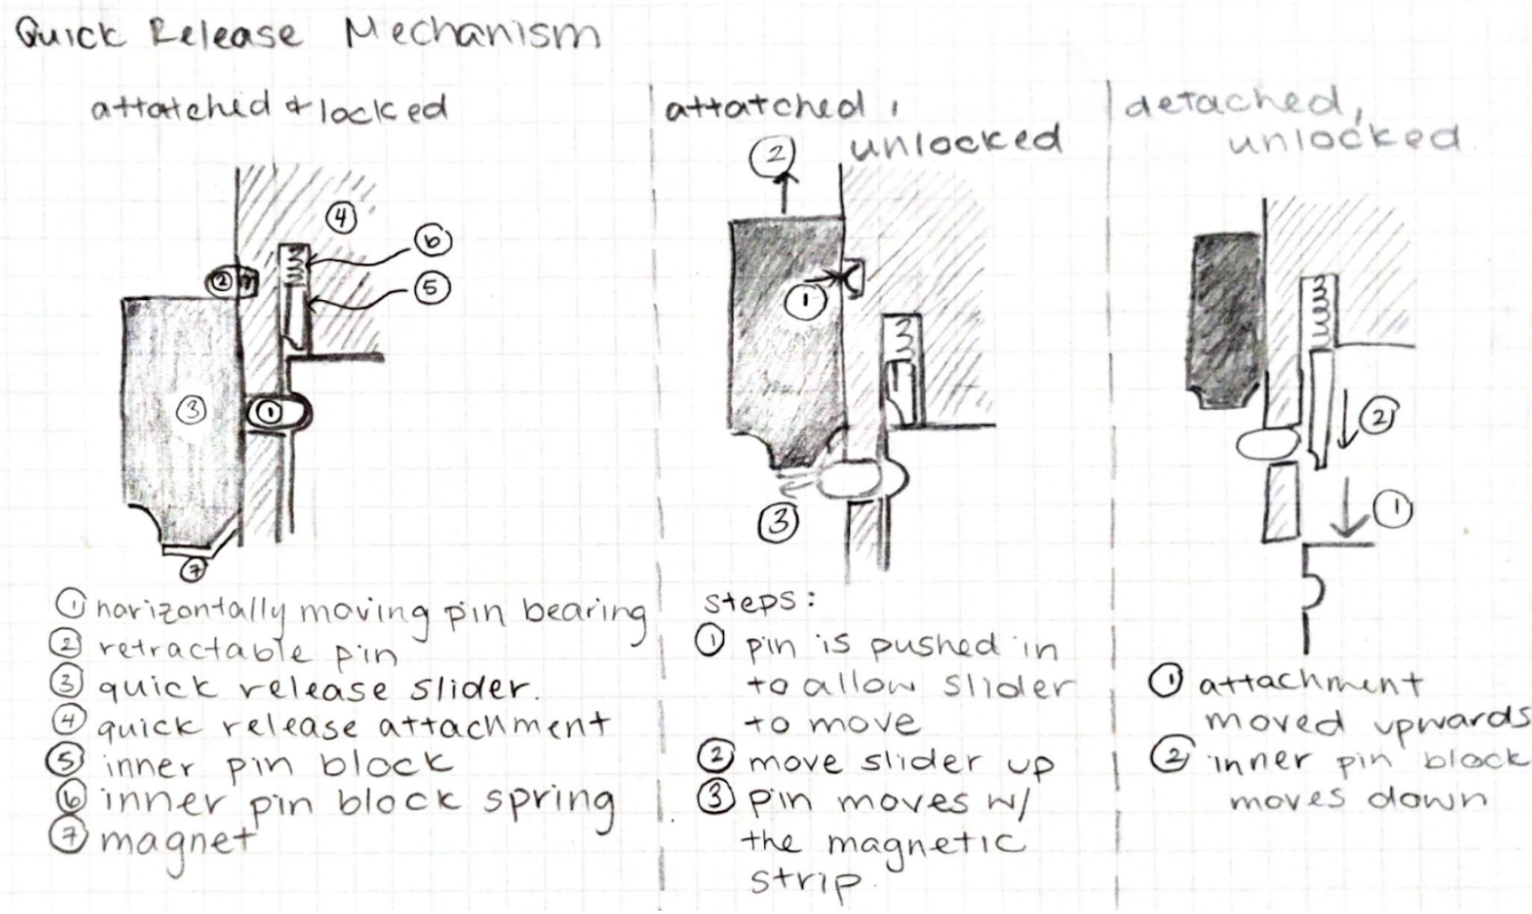 Quick Release Mechanism
attatched & locked
4
6
2
5
3
1
7
① horizontally moving pin bearing
② retractable pin
③ quick release slider.
④ quick release attachment
⑤ inner pin block
⑥ inner pin block spring
⑦ magnet
attatched,
unlocked
2
1
3
steps:
① pin is pushed in
to allow slider
to move
② move slider up
③ pin moves w/
the magnetic
strip.
detached,
unlocked
2
1
① attachment
moved upwards
② inner pin block
moves down